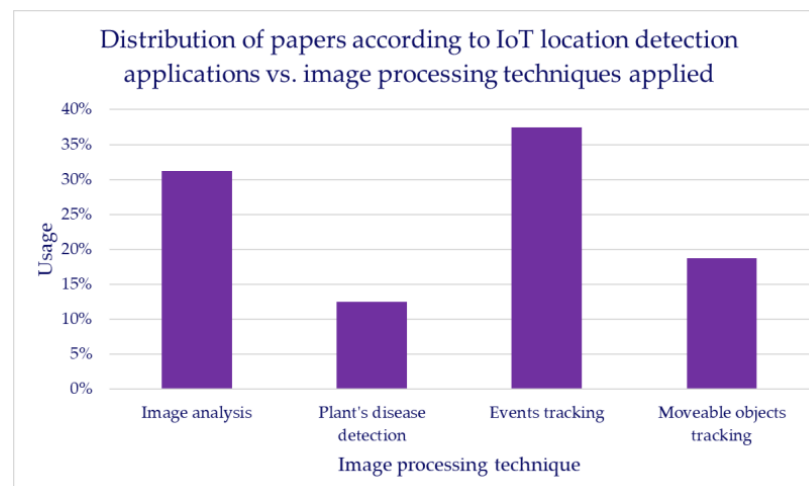 Distribution of papers according to IoT location detection
applications vs. image processing techniques applied
40%
35%
30%
25%
20%
15%
10%
5%
0%
Usage
Image analysis
Plant's disease
detection
Events tracking
Moveable objects
tracking
Image processing technique